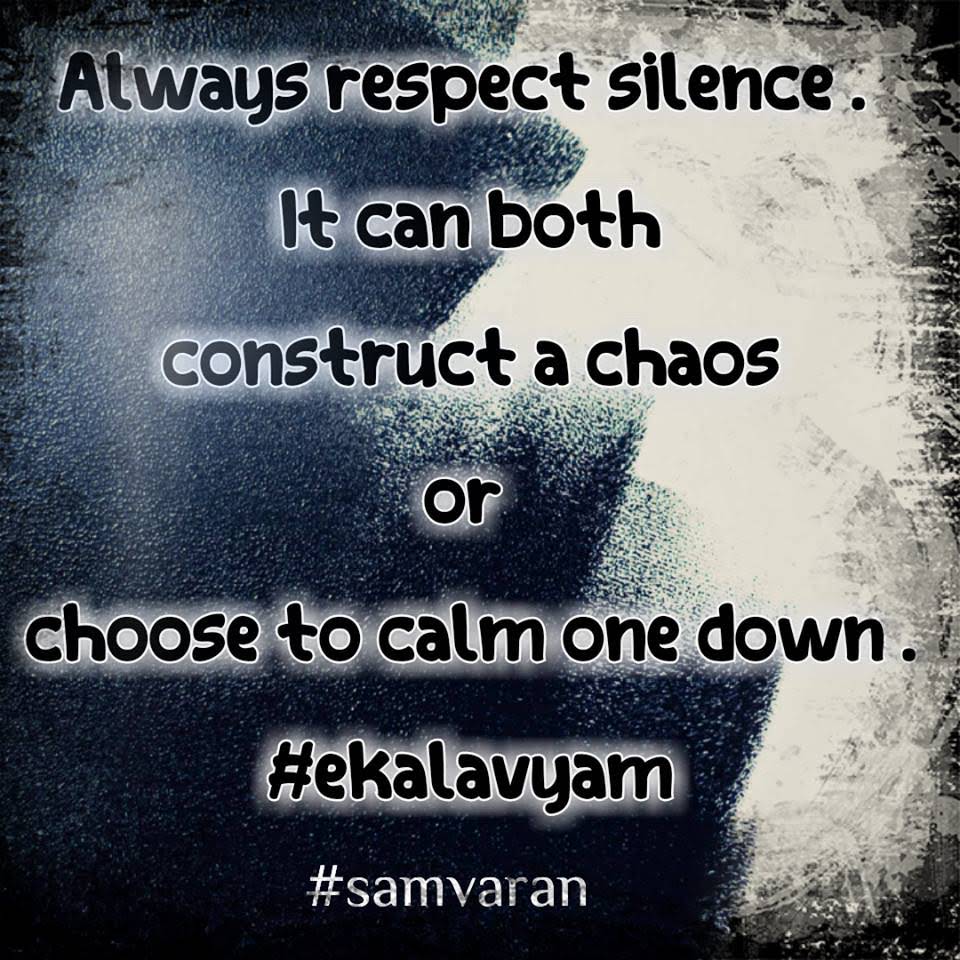 Always respect silence .
It can both
construct a chaos
or
choose to calm one down .
#ekalavyam
#samvaran